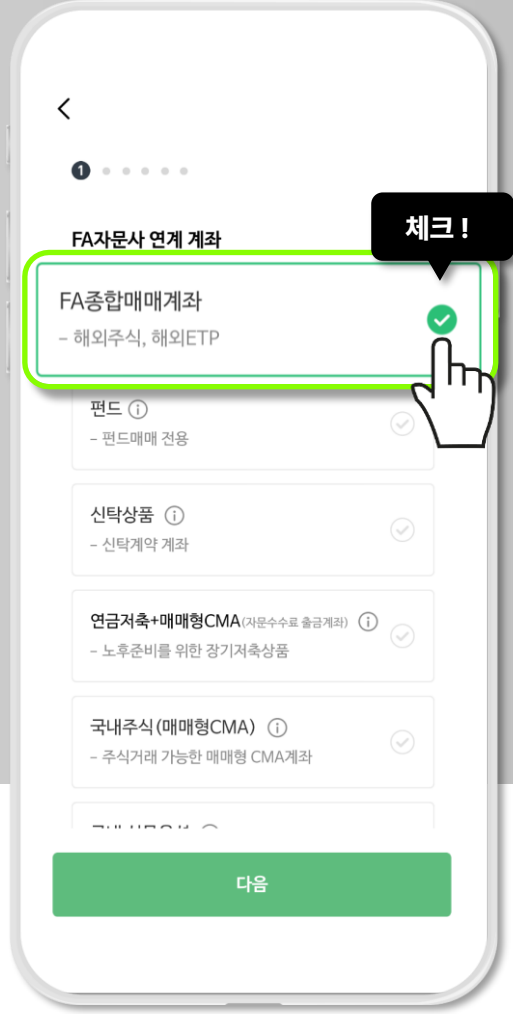 1
체크!
FA자문사 연계 계좌
FA종합매매계좌
- 해외주식, 해외ETP
펀드
- 펀드매매 전용
신탁상품
- 신탁계약 계좌
연금저축+매매형CMA(자문수수료 출금계좌)
- 노후준비를 위한 장기저축상품
국내주식(매매형CMA)
- 주식거래 가능한 매매형 CMA계좌
다음